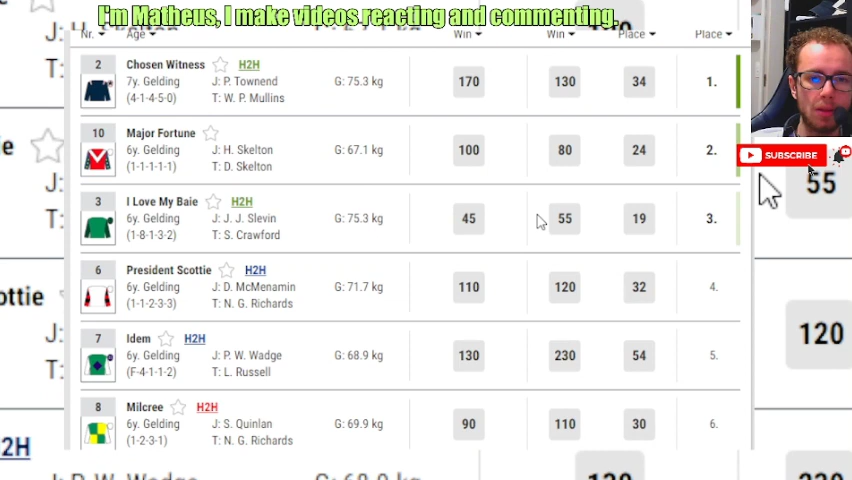 I'm Matheus, I make videos reacting and commenting.
Nr. Age Win Win Place Place
2 Chosen Witness H2H
7y. Gelding J: P. Townend G: 75.3 kg 170 130 34 1.
(4-1-4-5-0) T: W. P. Mullins
10 Major Fortune
6y. Gelding J: H. Skelton G: 67.1 kg 100 80 24 2.
(1-1-1-1-1) T: D. Skelton
3 I Love My Baie H2H
6y. Gelding J: J. J. Slevin G: 75.3 kg 45 55 19 3.
(1-8-1-3-2) T: S. Crawford
6 President Scottie H2H
6y. Gelding J: D. McMenamin G: 71.7 kg 110 120 32 4.
(1-1-2-3-3) T: N. G. Richards
7 Idem H2H
6y. Gelding J: P. W. Wadge G: 68.9 kg 130 230 54 5.
(F-4-1-1-2) T: L. Russell
8 Milcree H2H
6y. Gelding J: S. Quinlan G: 69.9 kg 90 110 30 6.
(1-2-3-1) T: N. G. Richards
SUBSCRIBE
55
120
ottie
J:
T:
2H